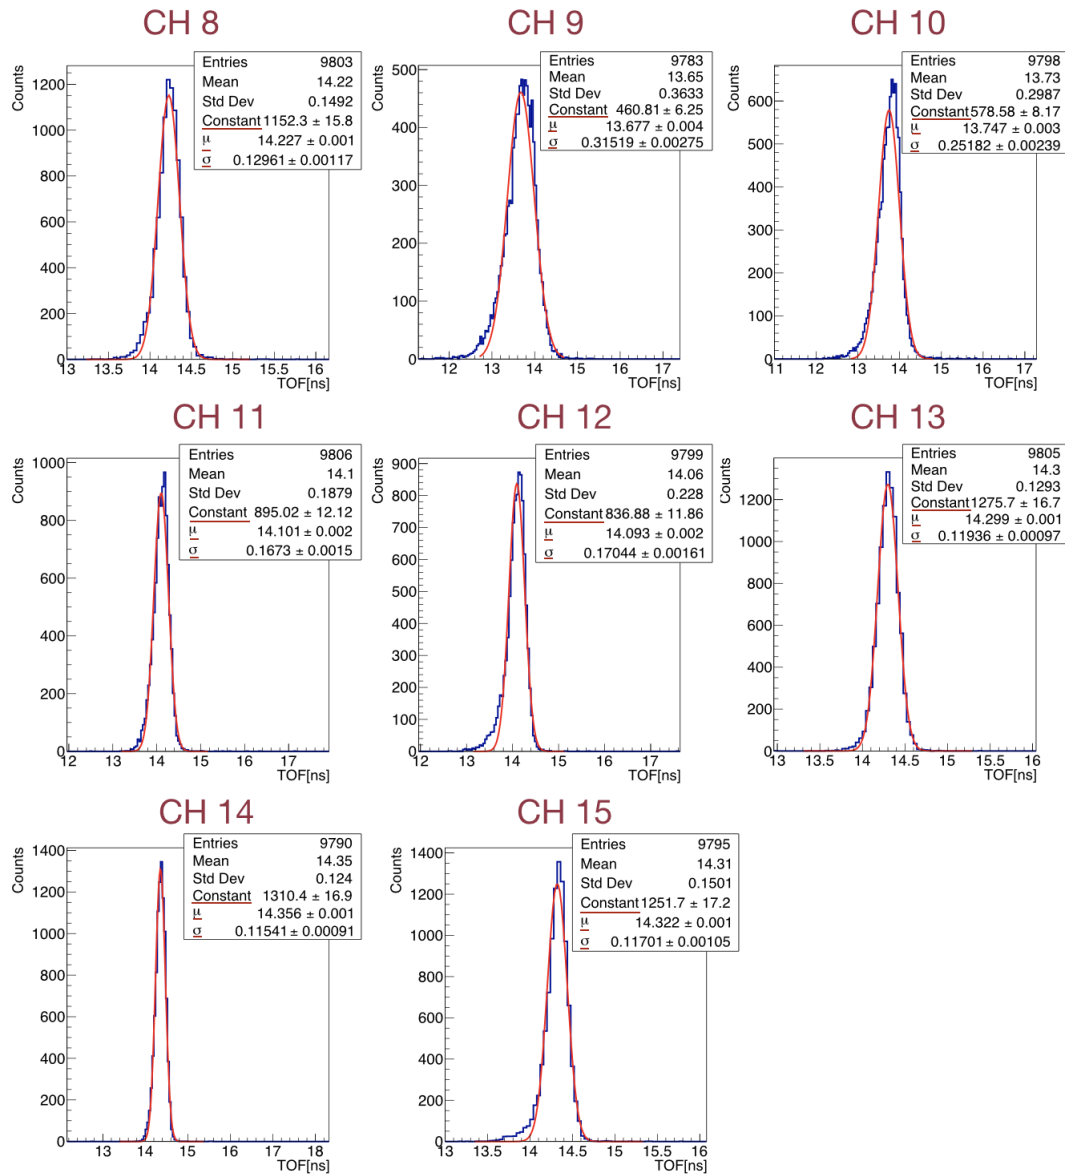 CH 8
Counts
1200
1000
800
600
400
200
0
13 13.5 14 14.5 15 15.5 16
TOF[ns]
Entries 9803
Mean 14.22
Std Dev 0.1492
Constant 1152.3 ± 15.8
μ 14.227 ± 0.001
σ 0.12961 ± 0.00117
CH 9
Counts
500
400
300
200
100
0
12 13 14 15 16 17
TOF[ns]
Entries 9783
Mean 13.65
Std Dev 0.3633
Constant 460.81 ± 6.25
μ 13.677 ± 0.004
σ 0.31519 ± 0.00275
CH 10
Counts
600
500
400
300
200
100
0
11 12 13 14 15 16 17
TOF[ns]
Entries 9798
Mean 13.73
Std Dev 0.2987
Constant 578.58 ± 8.17
μ 13.747 ± 0.003
σ 0.25182 ± 0.00239
CH 11
Counts
1000
800
600
400
200
0
12 13 14 15 16 17
TOF[ns]
Entries 9806
Mean 14.1
Std Dev 0.1879
Constant 895.02 ± 12.12
μ 14.101 ± 0.002
σ 0.1673 ± 0.0015
CH 12
Counts
900
800
700
600
500
400
300
200
100
0
12 13 14 15 16 17
TOF[ns]
Entries 9799
Mean 14.06
Std Dev 0.228
Constant 836.88 ± 11.86
μ 14.093 ± 0.002
σ 0.17044 ± 0.00161
CH 13
Counts
1200
1000
800
600
400
200
0
13 13.5 14 14.5 15 15.5 16
TOF[ns]
Entries 9805
Mean 14.3
Std Dev 0.1293
Constant 1275.7 ± 16.7
μ 14.299 ± 0.001
σ 0.11936 ± 0.00097
CH 14
Counts
1400
1200
1000
800
600
400
200
0
13 14 15 16 17 18
TOF[ns]
Entries 9790
Mean 14.35
Std Dev 0.124
Constant 1310.4 ± 16.9
μ 14.356 ± 0.001
σ 0.11541 ± 0.00091
CH 15
Counts
1400
1200
1000
800
600
400
200
0
13 13.5 14 14.5 15 15.5 16
TOF[ns]
Entries 9795
Mean 14.31
Std Dev 0.1501
Constant 1251.7 ± 17.2
μ 14.322 ± 0.001
σ 0.11701 ± 0.00105